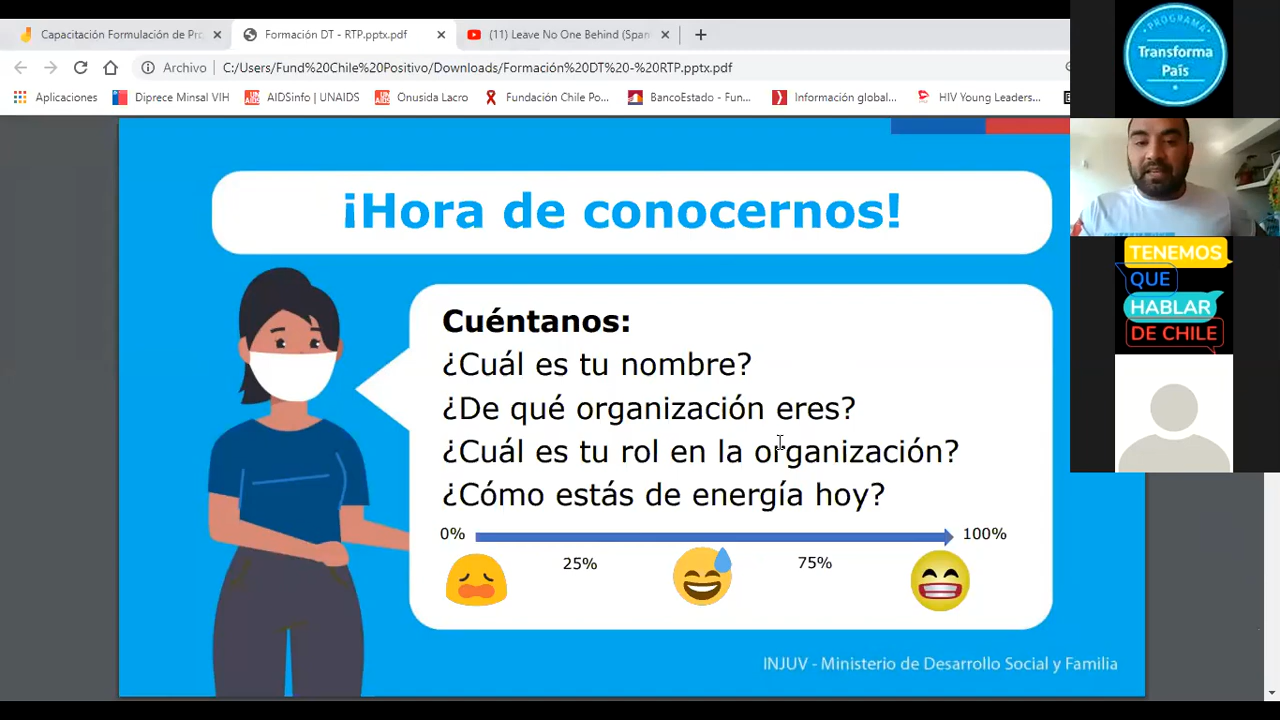 Capacitación Formulación de Pro
Formación DT - RTP.pptx.pdf
(11) Leave No One Behind (Span
Archivo
C:/Users/Fund%20Chile%20Positivo/Downloads/Formación%20DT%20-%20RTP.pptx.pdf
Aplicaciones
Diprece Minsal VIH
AIDSinfo | UNAIDS
Onusida Lacro
Fundación Chile Po...
BancoEstado - Fun...
Información global...
HIV Young Leaders...
PROGRAMA
Transforma
País
¡Hora de conocernos!
Cuéntanos:
¿Cuál es tu nombre?
¿De qué organización eres?
¿Cuál es tu rol en la organización?
¿Cómo estás de energía hoy?
0%
100%
25%
75%
INJUV - Ministerio de Desarrollo Social y Familia
TENEMOS
QUE
HABLAR
DE CHILE